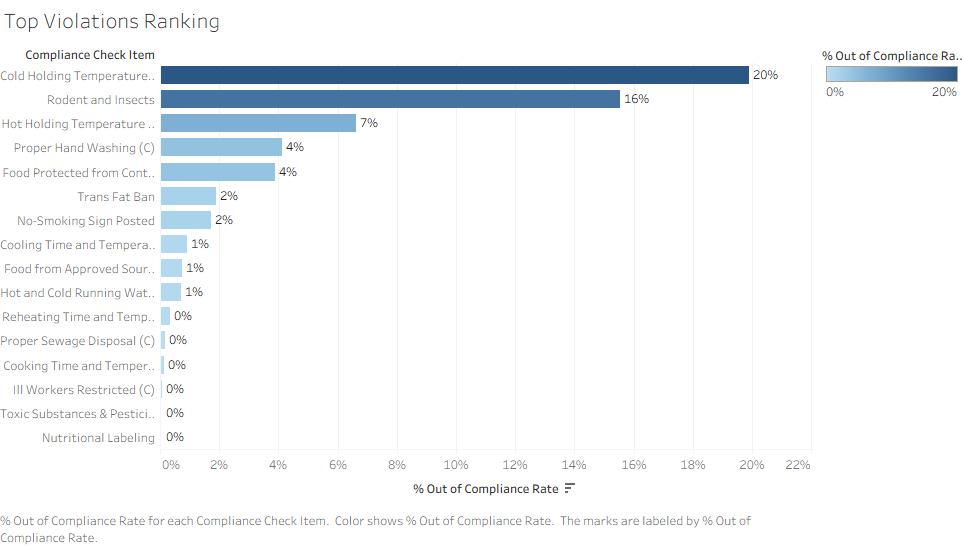 Top Violations Ranking
Compliance Check Item
% Out of Compliance Ra..
0% 20%
Cold Holding Temperature.. 20%
Rodent and Insects 16%
Hot Holding Temperature .. 7%
Proper Hand Washing (C) 4%
Food Protected from Cont.. 4%
Trans Fat Ban 2%
No-Smoking Sign Posted 2%
Cooling Time and Tempera.. 1%
Food from Approved Sour.. 1%
Hot and Cold Running Wat.. 1%
Reheating Time and Temp.. 0%
Proper Sewage Disposal (C) 0%
Cooking Time and Temper.. 0%
Ill Workers Restricted (C) 0%
Toxic Substances & Pestici.. 0%
Nutritional Labeling 0%
0% 2% 4% 6% 8% 10% 12% 14% 16% 18% 20% 22%
% Out of Compliance Rate
% Out of Compliance Rate for each Compliance Check Item. Color shows % Out of Compliance Rate. The marks are labeled by % Out of
Compliance Rate.